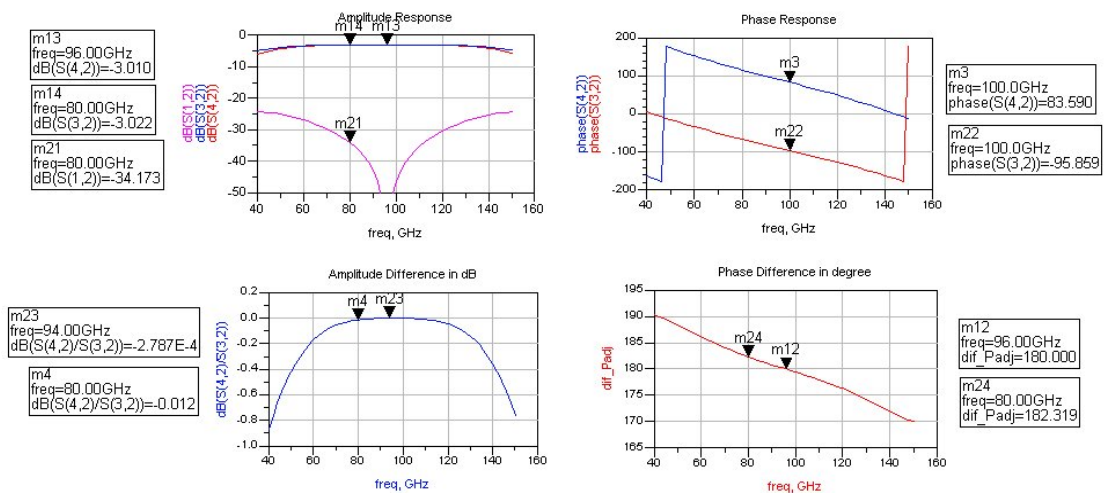 Amplitude Response
m14 m13
m13
freq=96.00GHz
dB(S(4,2))=-3.010
m14
freq=80.00GHz
dB(S(3,2))=-3.022
m21
freq=80.00GHz
dB(S(1,2))=-34.173
dB(S(1,2))
dB(S(3,2))
dB(S(4,2))
0
-10
-20
-30
-40
-50
m21
40 60 80 100 120 140 160
freq, GHz
Phase Response
phase(S(4,2))
phase(S(3,2))
200
100
0
-100
-200
m3
m22
40 60 80 100 120 140 160
freq, GHz
m3
freq=100.0GHz
phase(S(4,2))=83.590
m22
freq=100.0GHz
phase(S(3,2))=-95.859
Amplitude Difference in dB
m23
freq=94.00GHz
dB(S(4,2)/S(3,2))=-2.787E-4
m4
freq=80.00GHz
dB(S(4,2)/S(3,2))=-0.012
dB(S(4,2)/S(3,2))
0.2
0.0
-0.2
-0.4
-0.6
-0.8
-1.0
m4 m23
40 60 80 100 120 140 160
freq, GHz
Phase Difference in degree
dif_Padj
195
190
185
180
175
170
165
m24
m12
40 60 80 100 120 140 160
freq, GHz
m12
freq=96.00GHz
dif_Padj=180.000
m24
freq=80.00GHz
dif_Padj=182.319